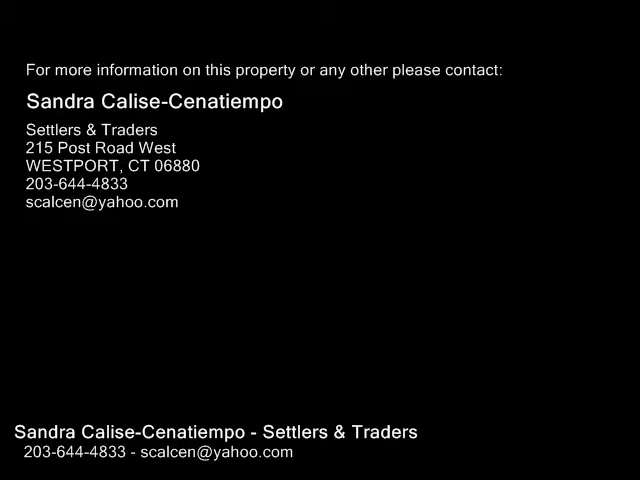 For more information on this property or any other please contact:
Sandra Calise-Cenatiempo
Settlers & Traders
215 Post Road West
WESTPORT, CT 06880
203-644-4833
scalcen@yahoo.com
Sandra Calise-Cenatiempo - Settlers & Traders
203-644-4833 - scalcen@yahoo.com